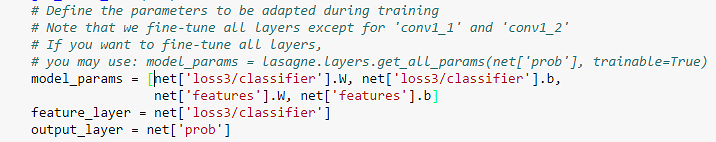 # Define the parameters to be adapted during training
# Note that we fine-tune all layers except for 'conv1_1' and 'conv1_2'
# If you want to fine-tune all layers,
# you may use: model_params = lasagne.layers.get_all_params(net['prob'], trainable=True)
model_params = [net['loss3/classifier'].W, net['loss3/classifier'].b,
net['features'].W, net['features'].b]
feature_layer = net['loss3/classifier']
output_layer = net['prob']